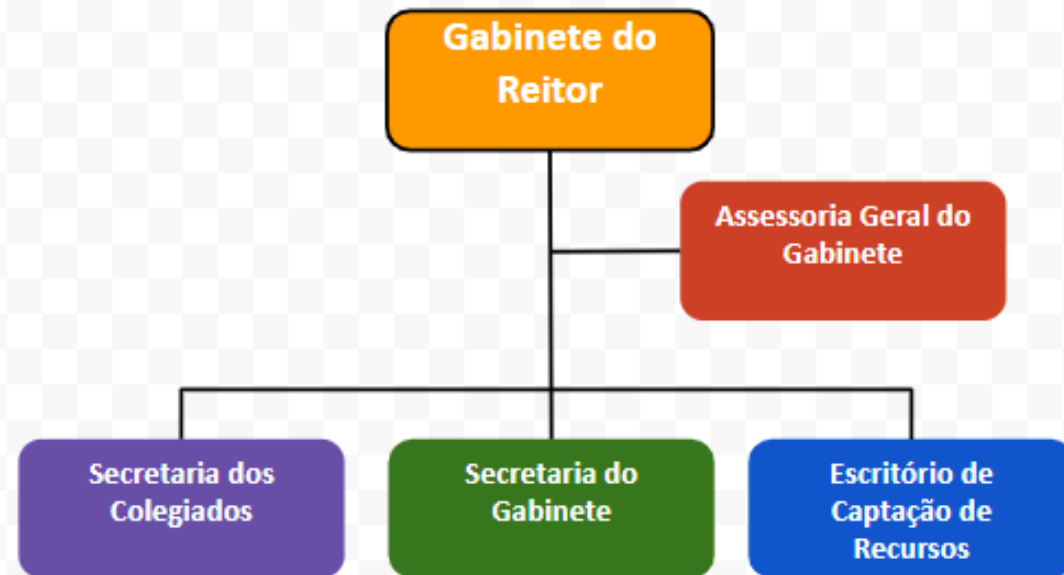 Gabinete do
Reitor
Assessoria Geral do
Gabinete
Secretaria dos
Colegiados
Secretaria do
Gabinete
Escritório de
Captação de
Recursos